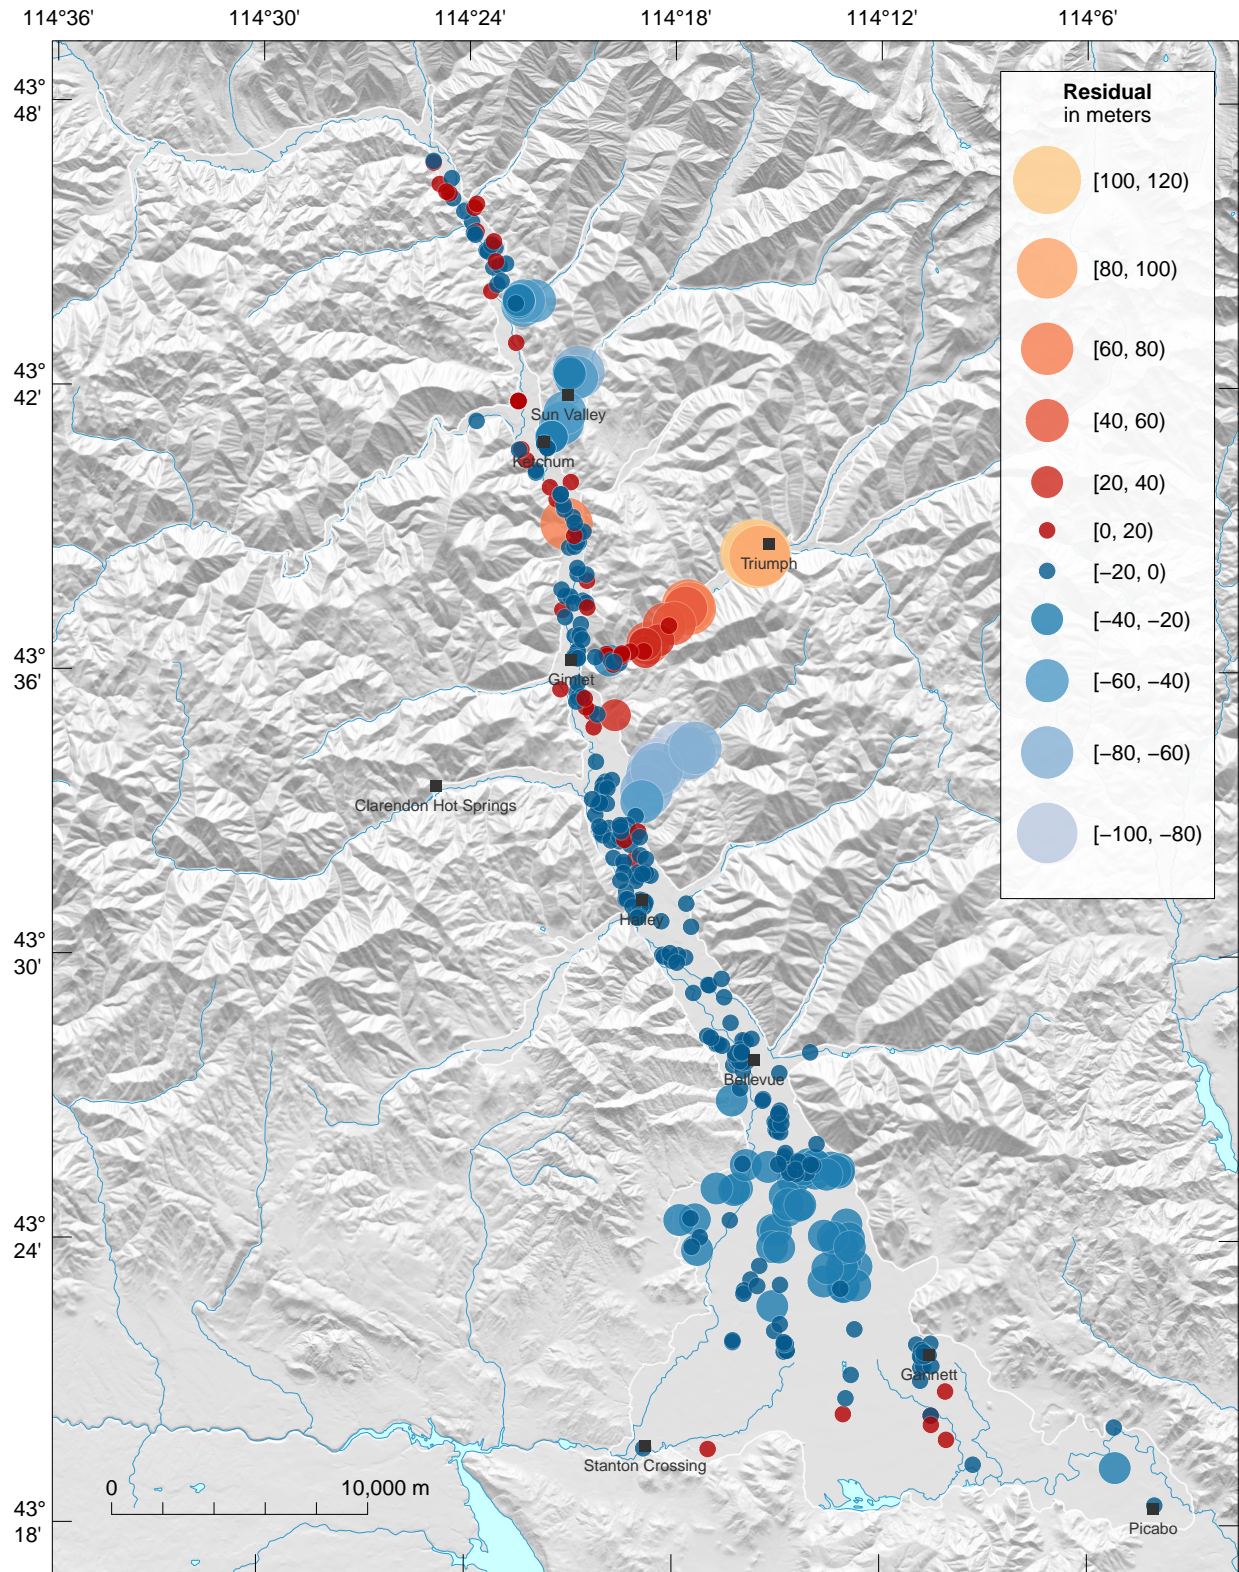 114°36' 114°30' 114°24' 114°18' 114°12' 114°6'
43°
48'
43°
42'
43°
36'
43°
30'
43°
24'
43°
18'
Residual
in meters
[100, 120)
[80, 100)
[60, 80)
[40, 60)
[20, 40)
[0, 20)
[−20, 0)
[−40, −20)
[−60, −40)
[−80, −60)
[−100, −80)
Sun Valley
Ketchum
Triumph
Gimlet
Clarendon Hot Springs
Hailey
Bellevue
Gannett
Stanton Crossing
Picabo
0 10,000 m